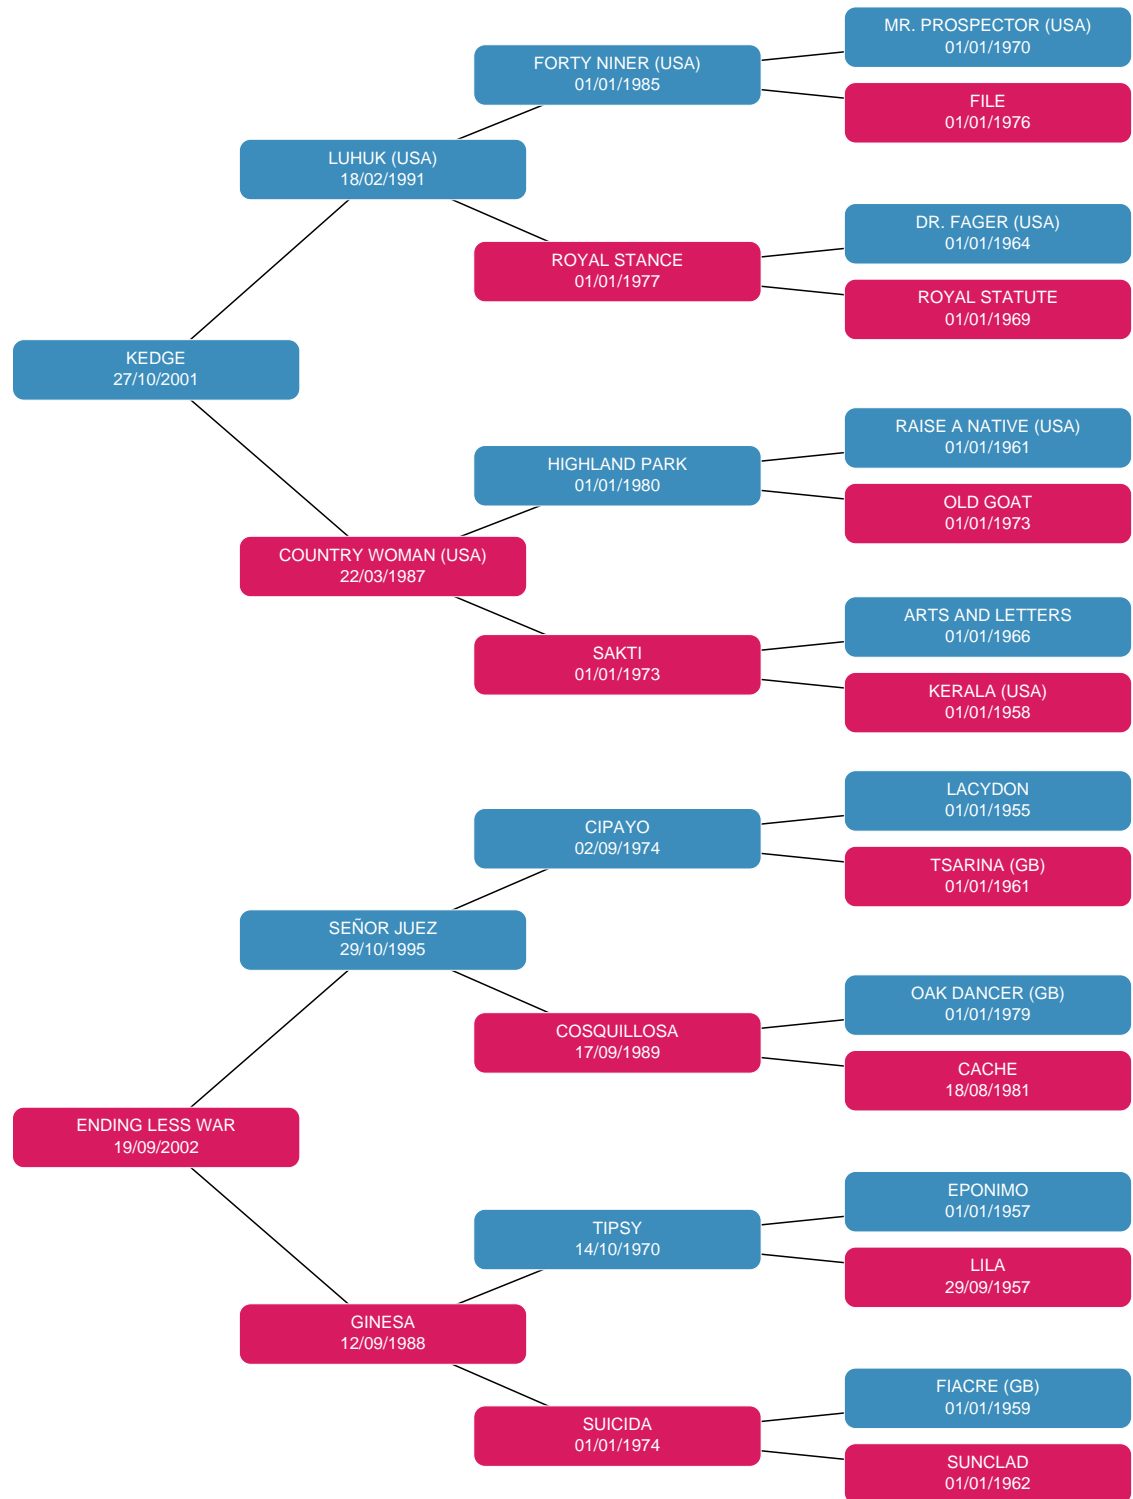 MR. PROSPECTOR (USA)
01/01/1970
FORTY NINER (USA)
01/01/1985
FILE
01/01/1976
LUHUK (USA)
18/02/1991
DR. FAGER (USA)
01/01/1964
ROYAL STANCE
01/01/1977
ROYAL STATUTE
01/01/1969
KEDGE
27/10/2001
RAISE A NATIVE (USA)
01/01/1961
HIGHLAND PARK
01/01/1980
OLD GOAT
01/01/1973
COUNTRY WOMAN (USA)
22/03/1987
ARTS AND LETTERS
01/01/1966
SAKTI
01/01/1973
KERALA (USA)
01/01/1958
LACYDON
01/01/1955
CIPAYO
02/09/1974
TSARINA (GB)
01/01/1961
SEÑOR JUEZ
29/10/1995
OAK DANCER (GB)
01/01/1979
COSQUILLOSA
17/09/1989
CACHE
18/08/1981
ENDING LESS WAR
19/09/2002
EPONIMO
01/01/1957
TIPSY
14/10/1970
LILA
29/09/1957
GINESA
12/09/1988
FIACRE (GB)
01/01/1959
SUICIDA
01/01/1974
SUNCLAD
01/01/1962